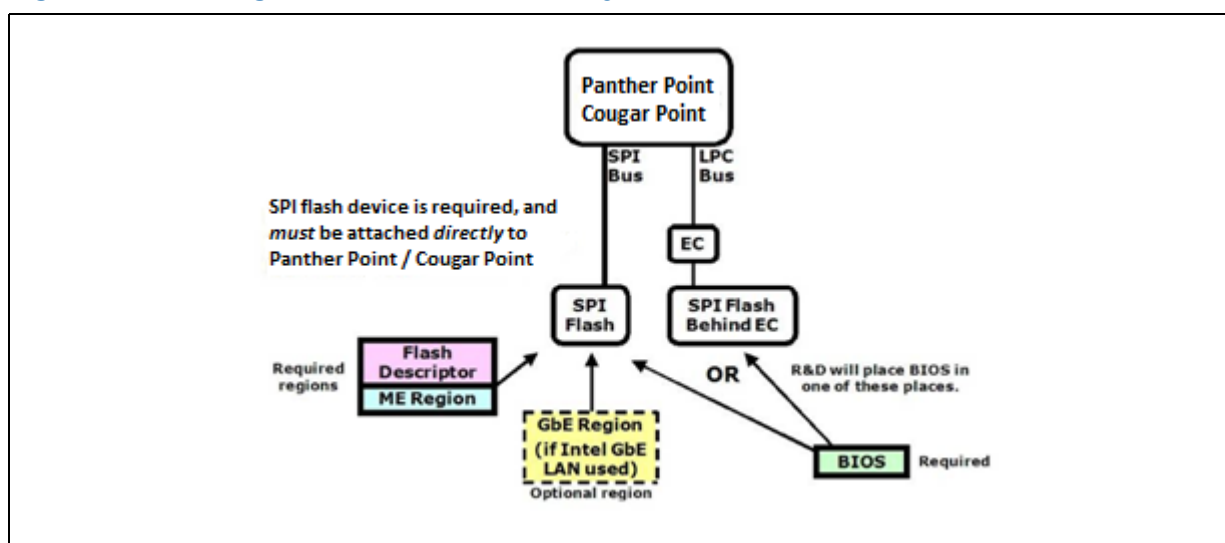 Panther Point
Cougar Point
SPI
Bus
LPC
Bus
SPI flash device is required, and
must be attached directly to
Panther Point / Cougar Point
EC
SPI
Flash
SPI Flash
Behind EC
Required
regions
Flash
Descriptor
ME Region
OR
R&D will place BIOS in
one of these places.
GbE Region
(if Intel GbE
LAN used)
Optional region
BIOS
Required